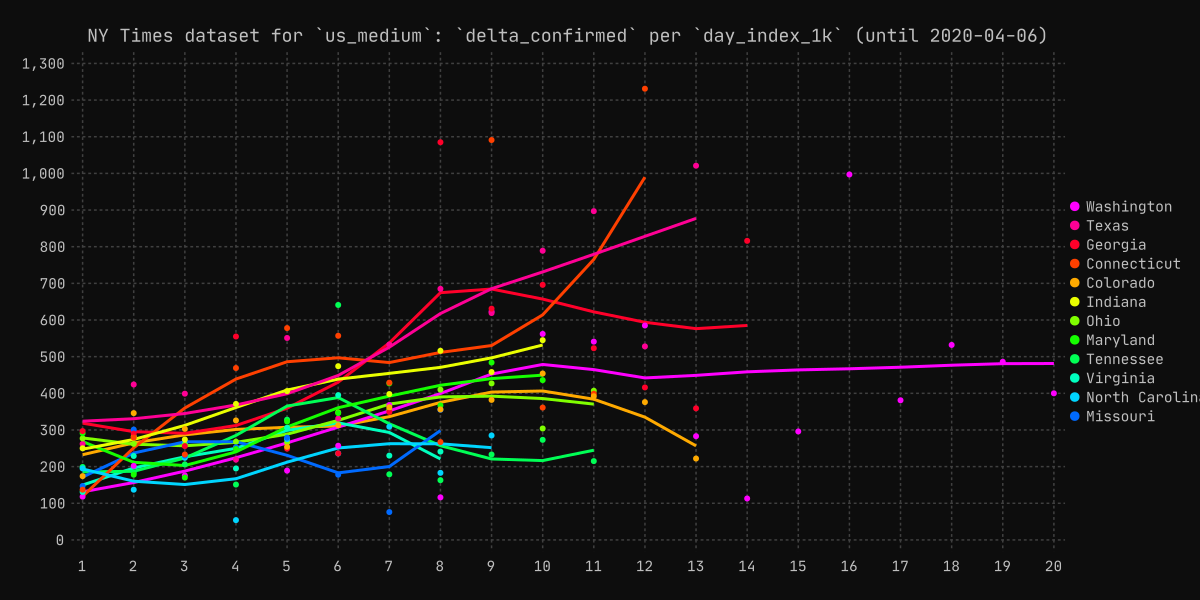 NY Times dataset for `us_medium`: `delta_confirmed` per `day_index_1k` (until 2020-04-06)
1,300
1,200
1,100
1,000
900
800
700
600
500
400
300
200
100
0
1 2 3 4 5 6 7 8 9 10 11 12 13 14 15 16 17 18 19 20
Washington
Texas
Georgia
Connecticut
Colorado
Indiana
Ohio
Maryland
Tennessee
Virginia
North Carolina
Missouri